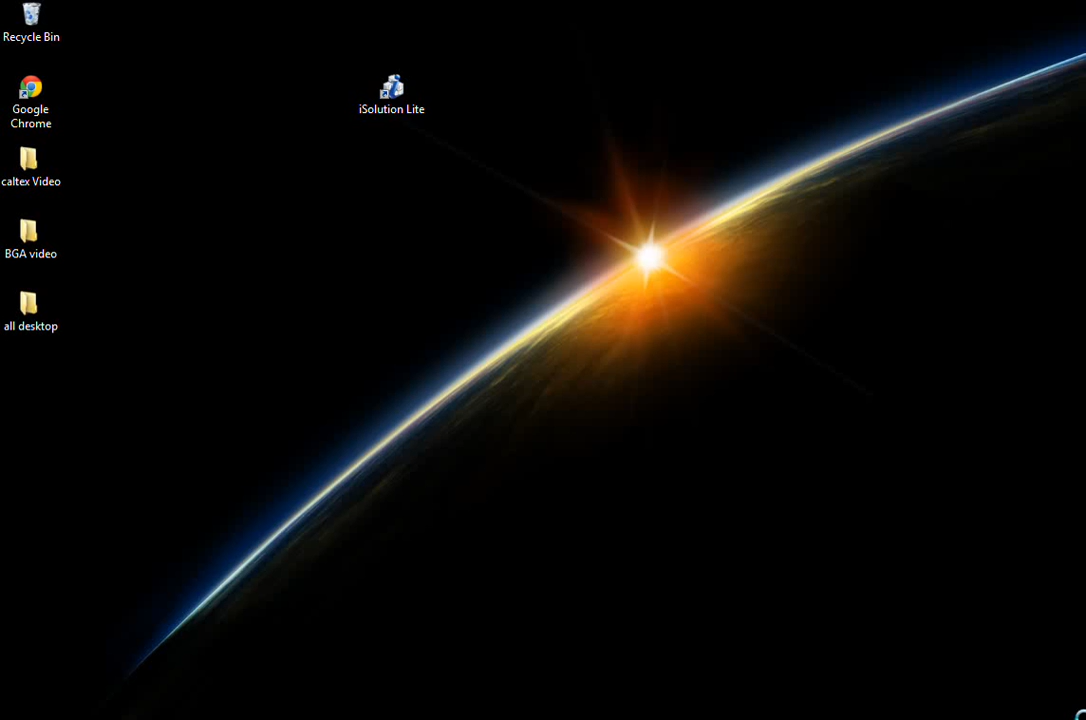 Recycle Bin
Google
Chrome
iSolution Lite
caltex Video
BGA video
all desktop